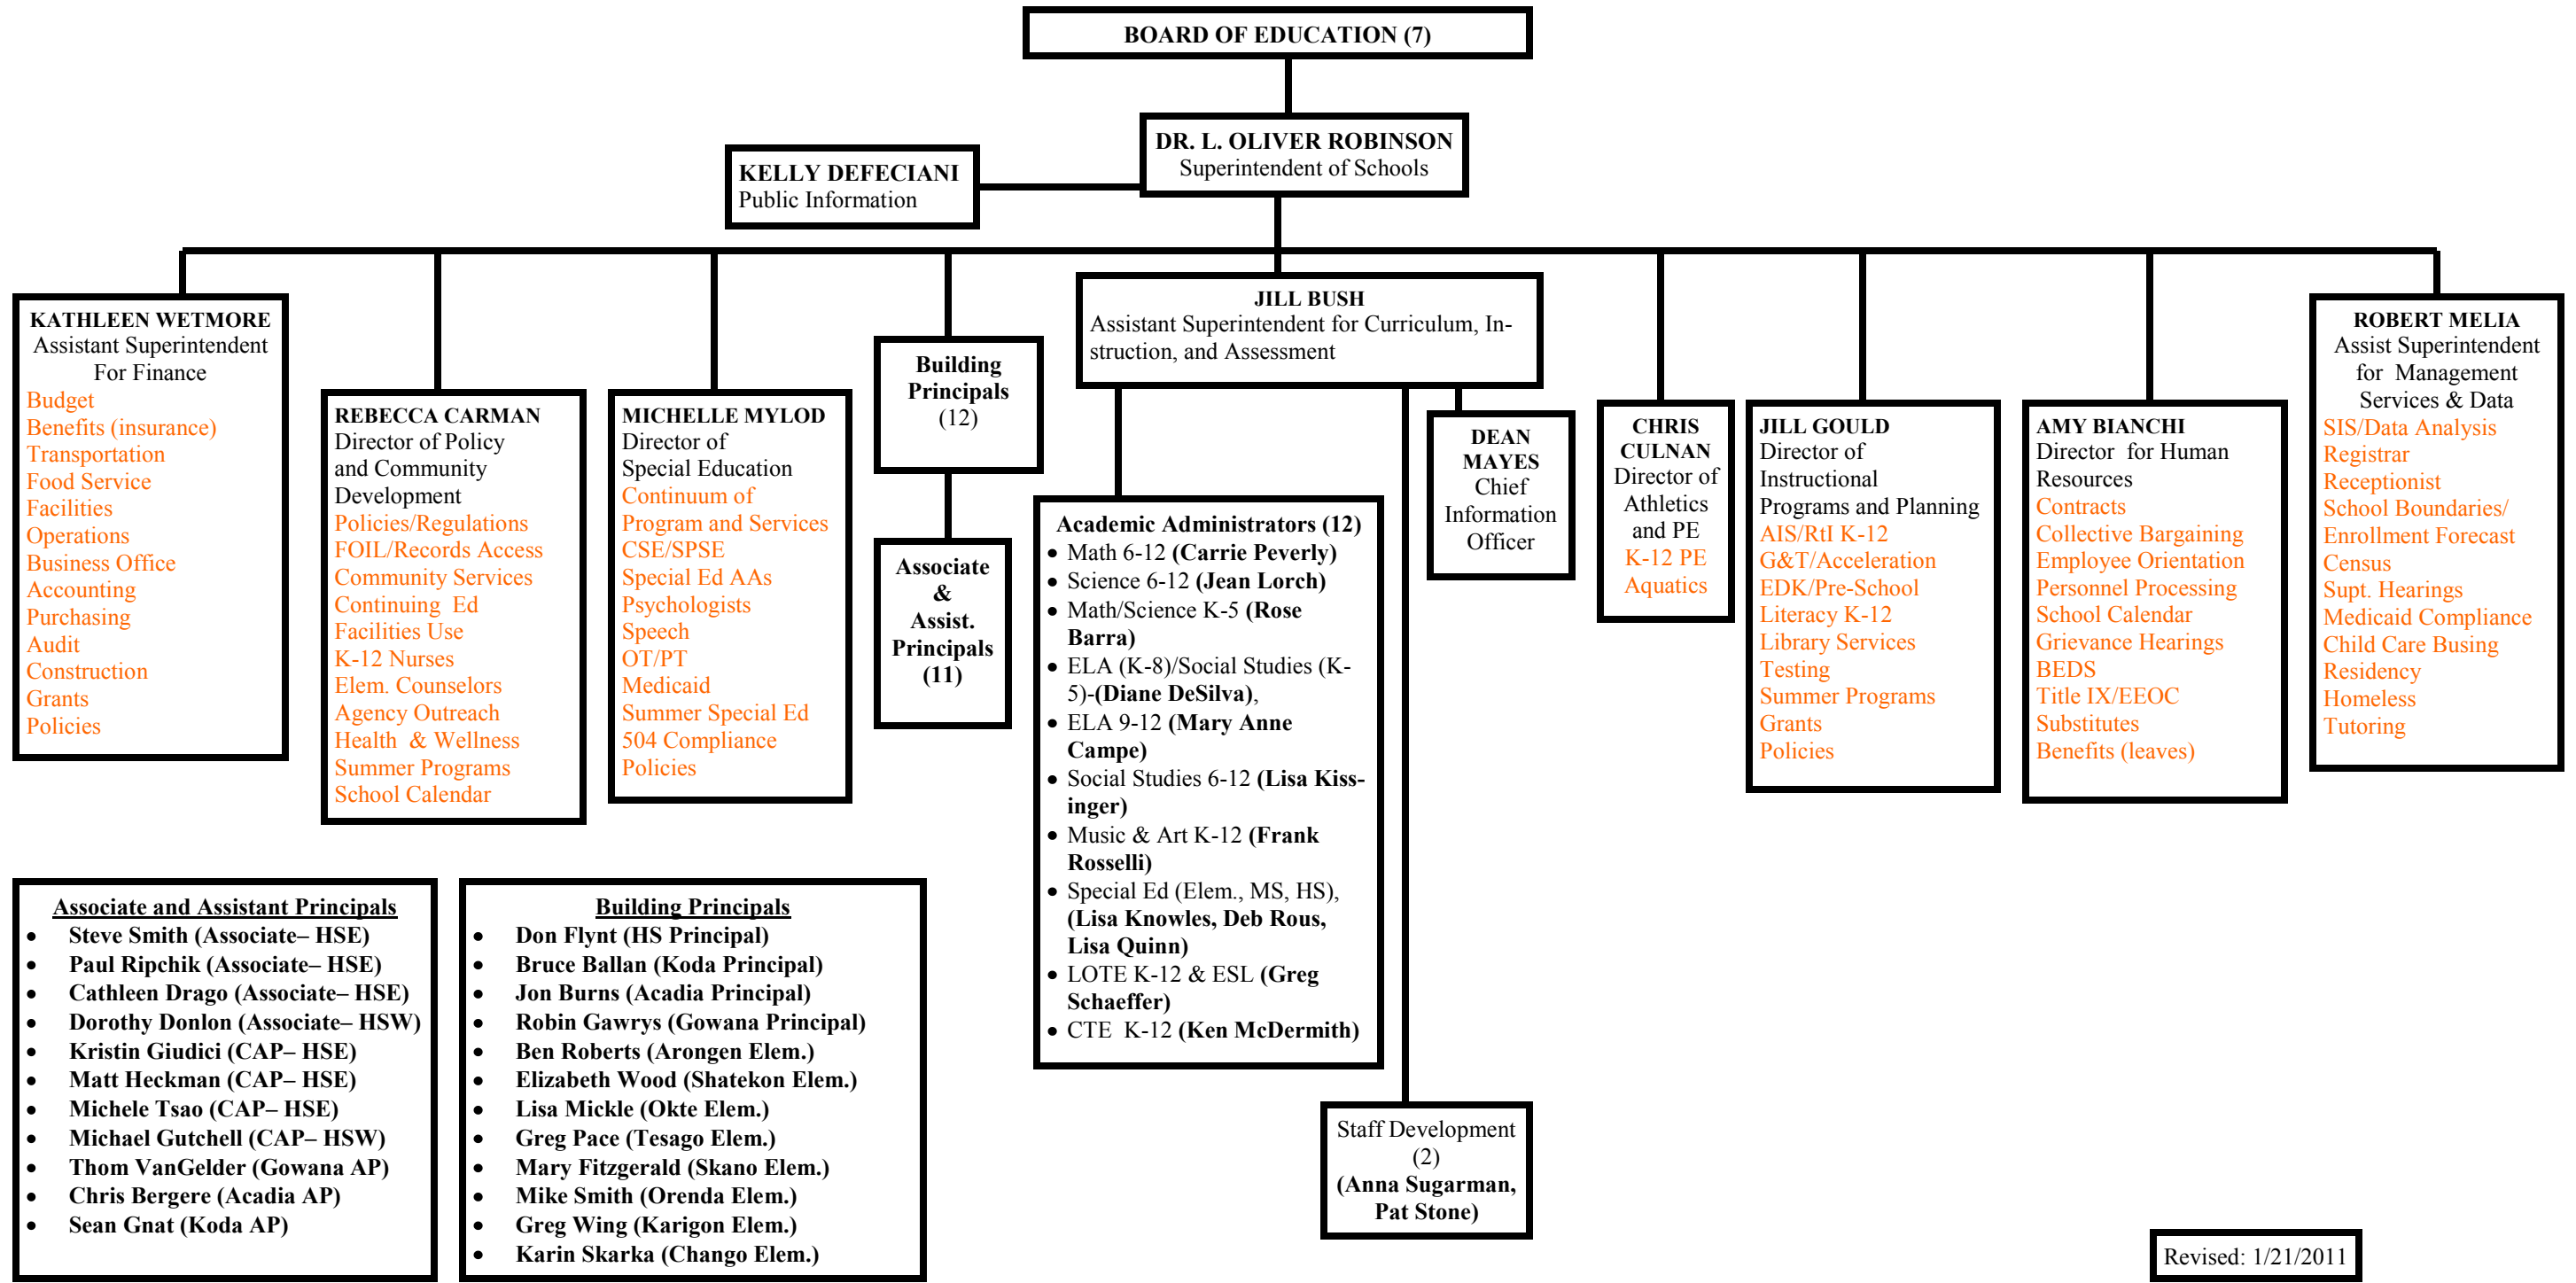 BOARD OF EDUCATION (7)
DR. L. OLIVER ROBINSON
Superintendent of Schools
KELLY DEFECIANI
Public Information
KATHLEEN WETMORE
Assistant Superintendent
For Finance
Budget
Benefits (insurance)
Transportation
Food Service
Facilities
Operations
Business Office
Accounting
Purchasing
Audit
Construction
Grants
Policies
REBECCA CARMAN
Director of Policy
and Community
Development
Policies/Regulations
FOIL/Records Access
Community Services
Continuing Ed
Facilities Use
K-12 Nurses
Elem. Counselors
Agency Outreach
Health & Wellness
Summer Programs
School Calendar
MICHELLE MYLOD
Director of
Special Education
Continuum of
Program and Services
CSE/SPSE
Special Ed AAs
Psychologists
Speech
OT/PT
Medicaid
Summer Special Ed
504 Compliance
Policies
Building
Principals
(12)
Associate
&
Assist.
Principals
(11)
JILL BUSH
Assistant Superintendent for Curriculum, In-
struction, and Assessment
Academic Administrators (12)
• Math 6-12 (Carrie Peverly)
• Science 6-12 (Jean Lorch)
• Math/Science K-5 (Rose
Barra)
• ELA (K-8)/Social Studies (K-
5)-(Diane DeSilva),
• ELA 9-12 (Mary Anne
Campe)
• Social Studies 6-12 (Lisa Kiss-
inger)
• Music & Art K-12 (Frank
Rosselli)
• Special Ed (Elem., MS, HS),
(Lisa Knowles, Deb Rous,
Lisa Quinn)
• LOTE K-12 & ESL (Greg
Schaeffer)
• CTE K-12 (Ken McDermith)
Staff Development
(2)
(Anna Sugarman,
Pat Stone)
DEAN
MAYES
Chief
Information
Officer
CHRIS
CULNAN
Director of
Athletics
and PE
K-12 PE
Aquatics
JILL GOULD
Director of
Instructional
Programs and Planning
AIS/RtI K-12
G&T/Acceleration
EDK/Pre-School
Literacy K-12
Library Services
Testing
Summer Programs
Grants
Policies
AMY BIANCHI
Director for Human
Resources
Contracts
Collective Bargaining
Employee Orientation
Personnel Processing
School Calendar
Grievance Hearings
BEDS
Title IX/EEOC
Substitutes
Benefits (leaves)
ROBERT MELIA
Assist Superintendent
for Management
Services & Data
SIS/Data Analysis
Registrar
Receptionist
School Boundaries/
Enrollment Forecast
Census
Supt. Hearings
Medicaid Compliance
Child Care Busing
Residency
Homeless
Tutoring
Associate and Assistant Principals
• Steve Smith (Associate– HSE)
• Paul Ripchik (Associate– HSE)
• Cathleen Drago (Associate– HSE)
• Dorothy Donlon (Associate– HSW)
• Kristin Giudici (CAP– HSE)
• Matt Heckman (CAP– HSE)
• Michele Tsao (CAP– HSE)
• Michael Gutchell (CAP– HSW)
• Thom VanGelder (Gowana AP)
• Chris Bergere (Acadia AP)
• Sean Gnat (Koda AP)
Building Principals
• Don Flynt (HS Principal)
• Bruce Ballan (Koda Principal)
• Jon Burns (Acadia Principal)
• Robin Gawrys (Gowana Principal)
• Ben Roberts (Arongen Elem.)
• Elizabeth Wood (Shatekon Elem.)
• Lisa Mickle (Okte Elem.)
• Greg Pace (Tesago Elem.)
• Mary Fitzgerald (Skano Elem.)
• Mike Smith (Orenda Elem.)
• Greg Wing (Karigon Elem.)
• Karin Skarka (Chango Elem.)
Revised: 1/21/2011